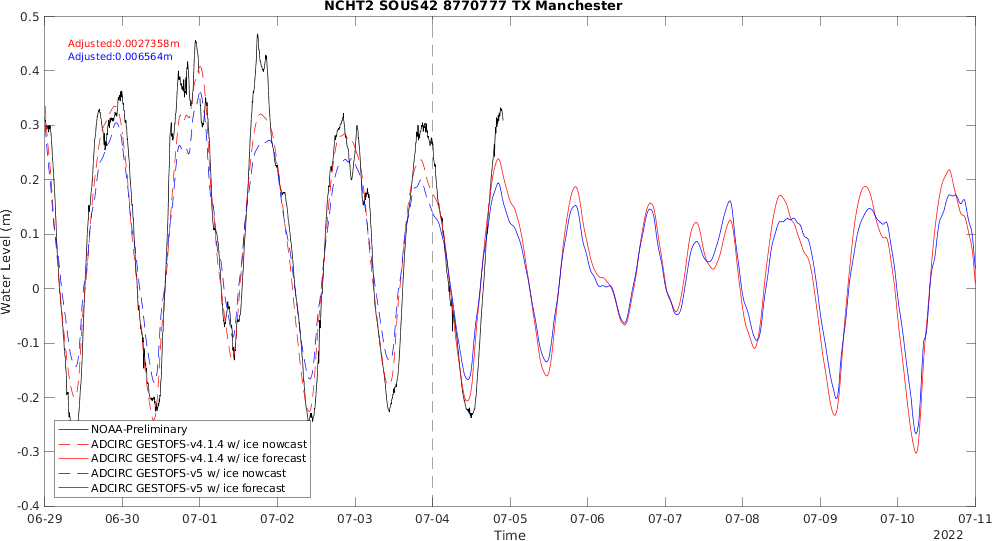 NCHT2 SOUS42 8770777 TX Manchester
Adjusted:0.0027358m
Adjusted:0.006564m
Water Level (m)
0.5
0.4
0.3
0.2
0.1
0
-0.1
-0.2
-0.3
-0.4
NOAA-Preliminary
ADCIRC GESTOFS-v4.1.4 w/ ice nowcast
ADCIRC GESTOFS-v4.1.4 w/ ice forecast
ADCIRC GESTOFS-v5 w/ ice nowcast
ADCIRC GESTOFS-v5 w/ ice forecast
06-29 06-30 07-01 07-02 07-03 07-04 07-05 07-06 07-07 07-08 07-09 07-10 07-11
Time
2022